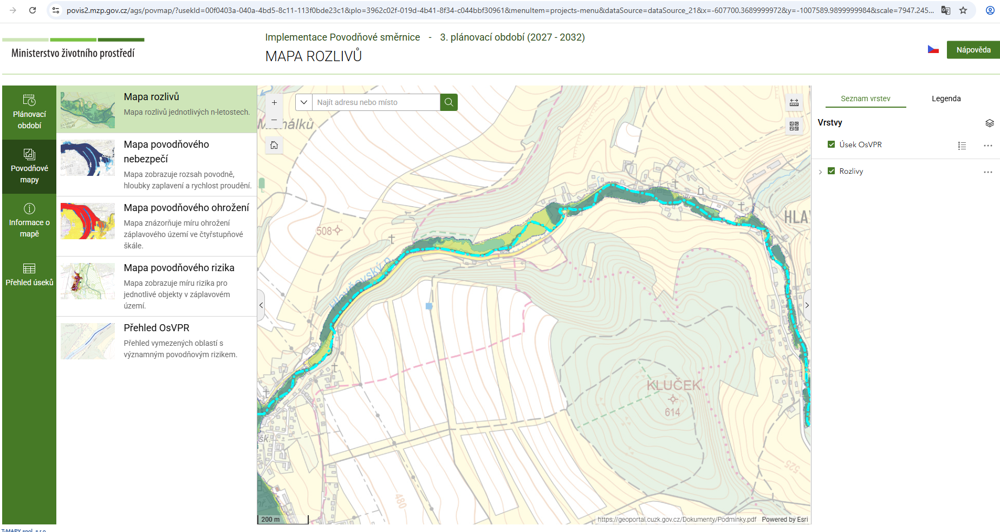 povis2.mzp.gov.cz/ags/povmap/?usekId=00f0403a-040a-4bd5-8c11-113f0bde23c1&plo=3962c02f-019d-4b41-8f34-c044bbf30961&menuItem=projects-menu&dataSource=dataSource_21&x=-607700.3689999972&y=-1007589.9899999984&scale=7947.245...
Ministerstvo životního prostředí
Implementace Povodňové směrnice - 3. plánovací období (2027 - 2032)
MAPA ROZLIVŮ
Nápověda
Plánovací
období
Povodňové
mapy
Informace o
mapě
Přehled úseků
Mapa rozlivů
Mapa rozlivů jednotlivých n-letostech.
Mapa povodňového
nebezpečí
Mapa zobrazuje rozsah povodně,
hloubky zaplavení a rychlost proudění.
Mapa povodňového ohrožení
Mapa znázorňuje míru ohrožení
záplavového území ve čtyřstupňové
škále.
Mapa povodňového rizika
Mapa zobrazuje míru rizika pro
jednotlivé objekty v záplavovém
území.
Přehled OsVPR
Přehled vymezených oblastí s
významným povodňovým rizikem.
Najít adresu nebo místo
508
HLA
KLUČEK
614
525
480
200 m
https://geoportal.cuzk.gov.cz/Dokumenty/Podminky.pdf Powered by Esri
Seznam vrstev
Legenda
Vrstvy
Úsek OsVPR
Rozlivy
T-MAPY spol. s r.o.